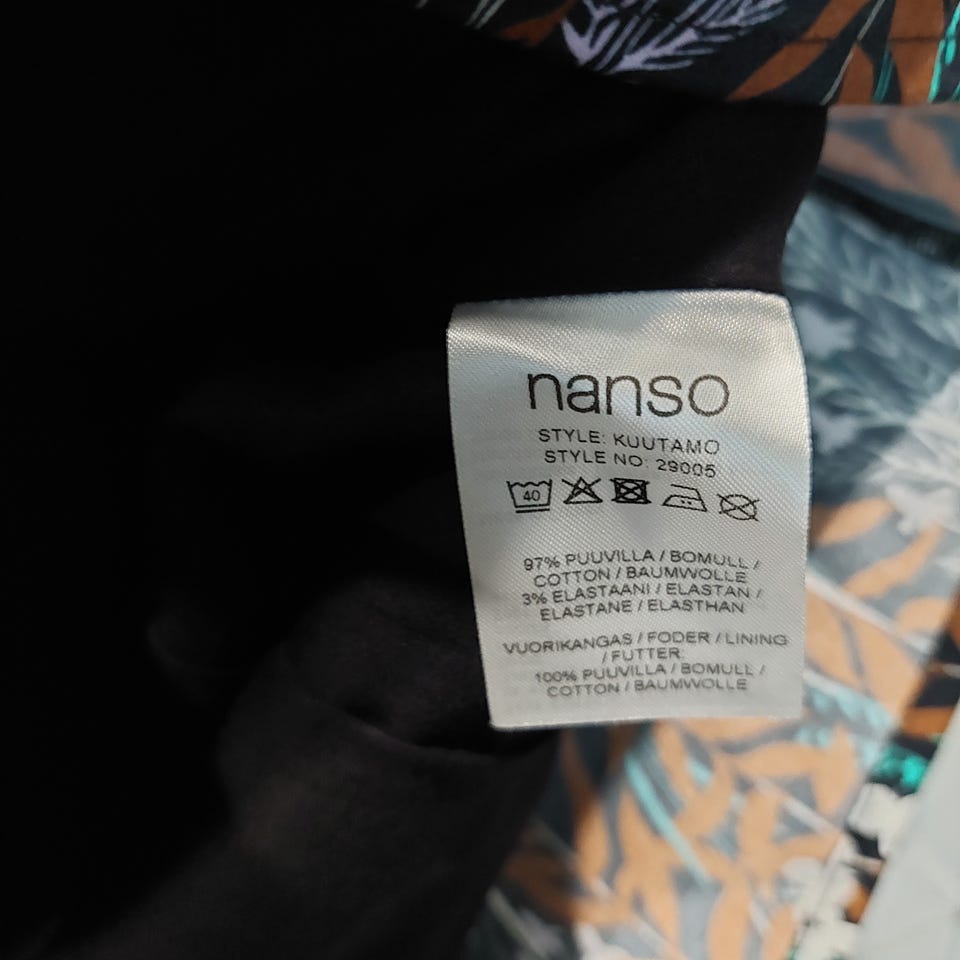 nanso
STYLE: KUUTAMO
STYLE NO: 29005
40
97% PUUVILLA / BOMULL /
COTTON / BAUMWOLLE
3% ELASTAANI / ELASTAN /
ELASTANE / ELASTHAN
VUORIKANGAS / FODER / LINING
/ FUTTER:
100% PUUVILLA / BOMULL /
COTTON / BAUMWOLLE